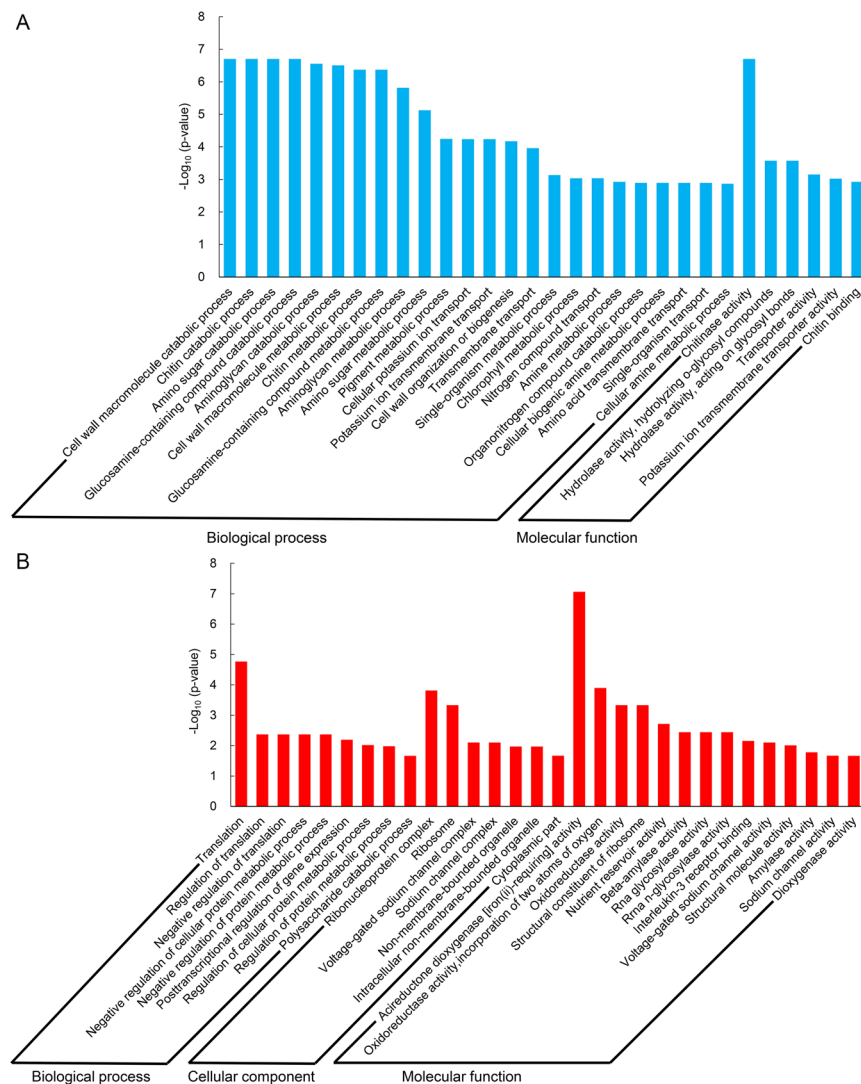 A
8
7
6
5
4
3
2
1
0
-Log10 (p-value)
Cell wall macromolecule catabolic process
Chitin catabolic process
Amino sugar catabolic process
Glucosamine-containing compound catabolic process
Aminoglycan catabolic process
Cell wall macromolecule metabolic process
Chitin metabolic process
Glucosamine-containing compound metabolic process
Aminoglycan metabolic process
Amino sugar metabolic process
Pigment metabolic process
Cellular potassium ion transport
Potassium ion transmembrane transport
Cell wall organization or biogenesis
Transmembrane transport
Single-organism metabolic process
Chlorophyll metabolic process
Nitrogen compound transport
Amine metabolic process
Organonitrogen compound catabolic process
Cellular biogenic amine metabolic process
Amino acid transmembrane transport
Single-organism transport
Cellular amine metabolic process
Chitinase activity
Hydrolase activity, hydrolyzing o-glycosyl compounds
Hydrolase activity, acting on glycosyl bonds
Transporter activity
Potassium ion transmembrane transporter activity
Chitin binding
Biological process
Molecular function
B
8
7
6
5
4
3
2
1
0
-Log10 (p-value)
Translation
Regulation of translation
Negative regulation of translation
Negative regulation of cellular protein metabolic process
Negative regulation of protein metabolic process
Posttranscriptional regulation of gene expression
Regulation of cellular protein metabolic process
Regulation of protein metabolic process
Polysaccharide catabolic process
Ribonucleoprotein complex
Ribosome
Voltage-gated sodium channel complex
Sodium channel complex
Non-membrane-bounded organelle
Intracellular non-membrane-bounded organelle
Cytoplasmic part
Acireductone dioxygenase [iron(ii)-requiring] activity
Oxidoreductase activity,incorporation of two atoms of oxygen
Oxidoreductase activity
Structural constituent of ribosome
Nutrient reservoir activity
Beta-amylase activity
Rna glycosylase activity
Rrna n-glycosylase activity
Interleukin-3 receptor binding
Voltage-gated sodium channel activity
Structural molecule activity
Amylase activity
Sodium channel activity
Dioxygenase activity
Biological process
Cellular component
Molecular function